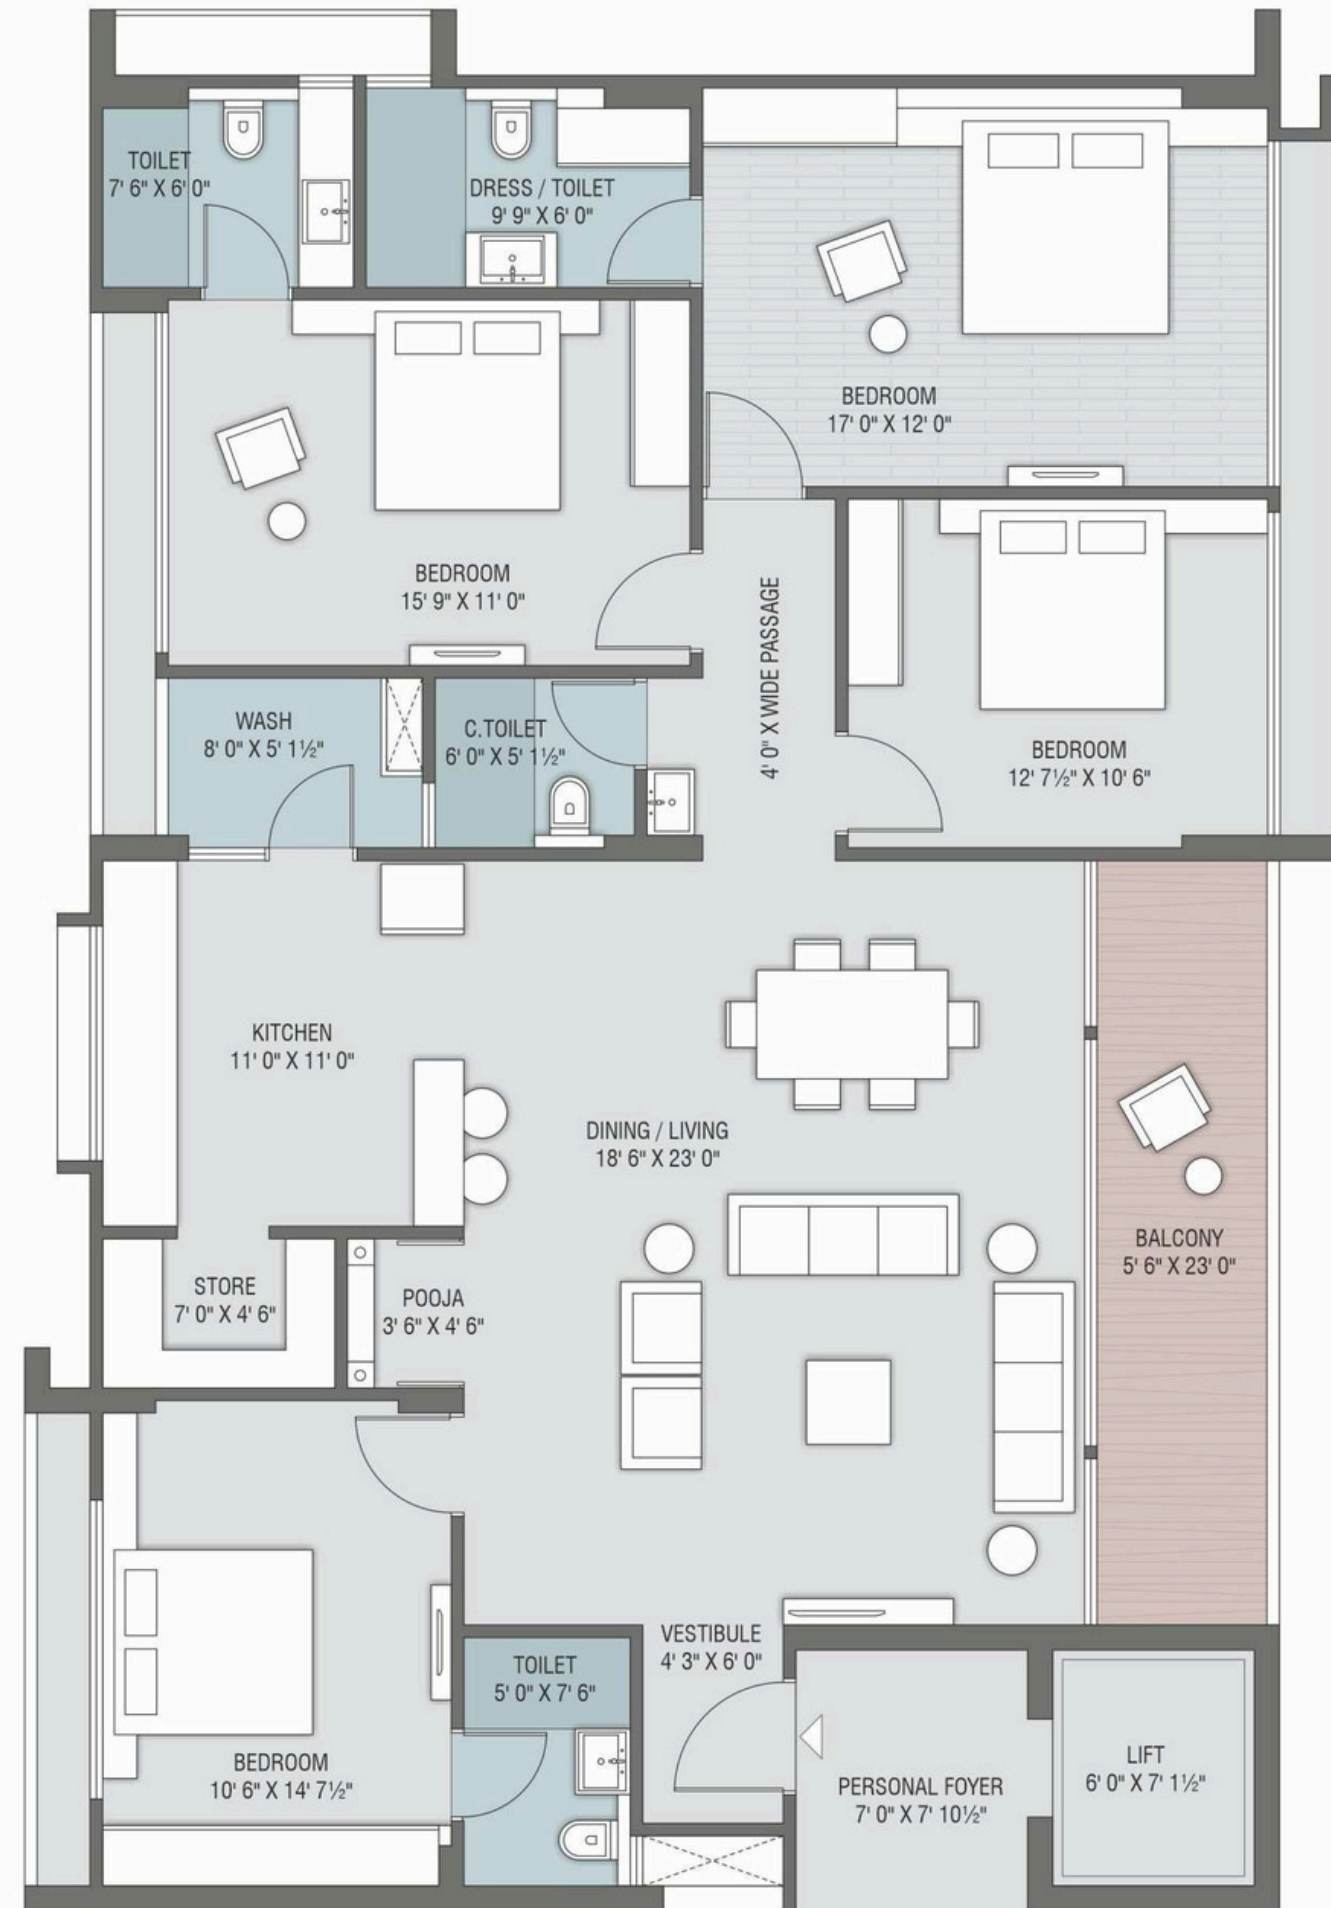 TOILET
7' 6" X 6' 0"
DRESS / TOILET
9' 9" X 6' 0"
BEDROOM
17' 0" X 12' 0"
BEDROOM
15' 9" X 11' 0"
4' 0" X WIDE PASSAGE
WASH
8' 0" X 5' 1½"
C.TOILET
6' 0" X 5' 1½"
BEDROOM
12' 7½" X 10' 6"
KITCHEN
11' 0" X 11' 0"
DINING / LIVING
18' 6" X 23' 0"
BALCONY
5' 6" X 23' 0"
STORE
7' 0" X 4' 6"
POOJA
3' 6" X 4' 6"
VESTIBULE
4' 3" X 6' 0"
TOILET
5' 0" X 7' 6"
BEDROOM
10' 6" X 14' 7½"
PERSONAL FOYER
7' 0" X 7' 10½"
LIFT
6' 0" X 7' 1½"